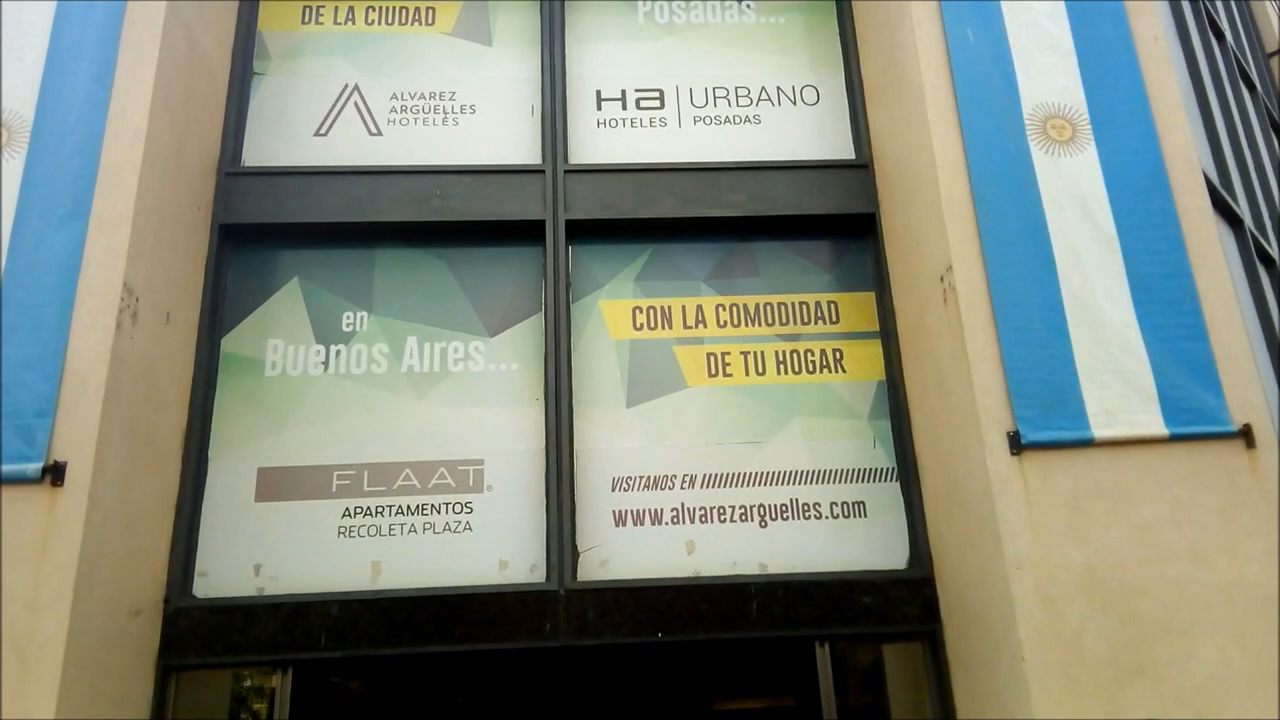 DE LA CIUDAD
ALVAREZ
ARGÜELLES
HOTELES
Posadas...
HA URBANO
HOTELES POSADAS
en
Buenos Aires...
FLAAT®
APARTAMENTOS
RECOLETA PLAZA
CON LA COMODIDAD
DE TU HOGAR
VISITANOS EN
www.alvarezarguelles.com